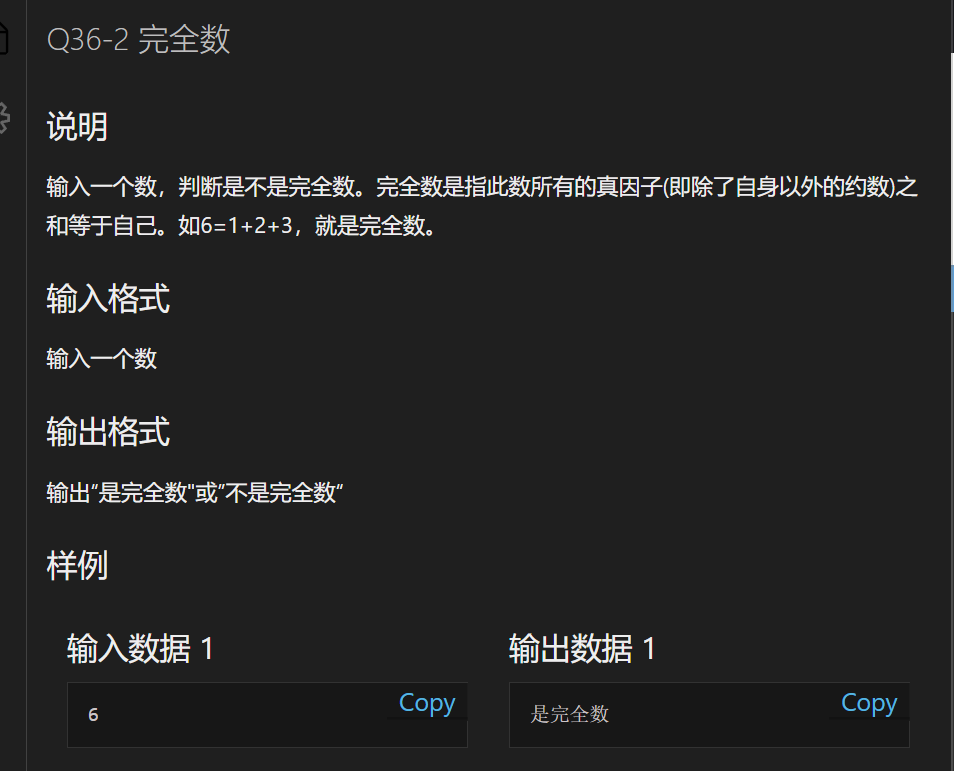 Q36-2 完全数
说明
输入一个数，判断是不是完全数。完全数是指此数所有的真因子(即除了自身以外的约数)之
和等于自己。如6=1+2+3，就是完全数。
输入格式
输入一个数
输出格式
输出“是完全数"或”不是完全数“
样例
输入数据 1
输出数据 1
6
Copy
是完全数
Copy